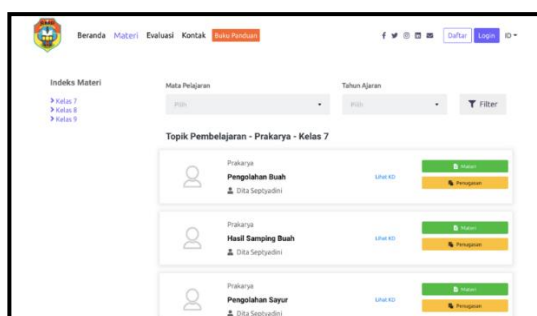 Beranda Materi Evaluasi Kontak Buku Panduan Daftar Login ID
Indeks Materi
Kelas 7
Kelas 8
Kelas 9
Mata Pelajaran
Pilih
Tahun Ajaran
Pilih
Filter
Topik Pembelajaran - Prakarya - Kelas 7
Prakarya
Pengolahan Buah
Dita Septyadini
Lihat KD
Materi
Penugasan
Prakarya
Hasil Samping Buah
Dita Septyadini
Lihat KD
Materi
Penugasan
Prakarya
Pengolahan Sayur
Dita Septyadini
Lihat KD
Materi
Penugasan